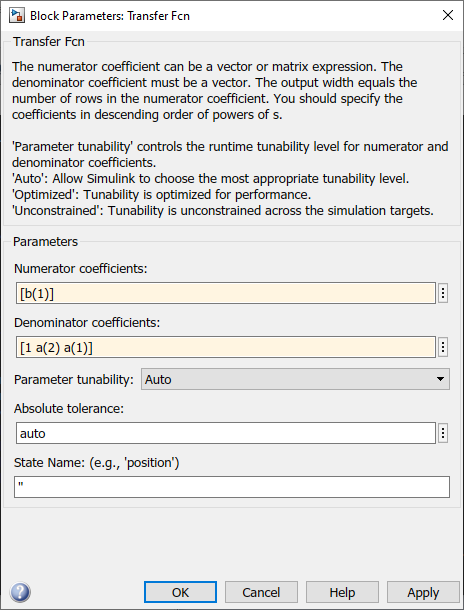 Block Parameters: Transfer Fcn
Transfer Fcn
The numerator coefficient can be a vector or matrix expression. The
denominator coefficient must be a vector. The output width equals the
number of rows in the numerator coefficient. You should specify the
coefficients in descending order of powers of s.
'Parameter tunability' controls the runtime tunability level for numerator and
denominator coefficients.
'Auto': Allow Simulink to choose the most appropriate tunability level.
'Optimized': Tunability is optimized for performance.
'Unconstrained': Tunability is unconstrained across the simulation targets.
Parameters
Numerator coefficients:
[b(1)]
Denominator coefficients:
[1 a(2) a(1)]
Parameter tunability: Auto
Absolute tolerance:
auto
State Name: (e.g., 'position')
''
OK Cancel Help Apply